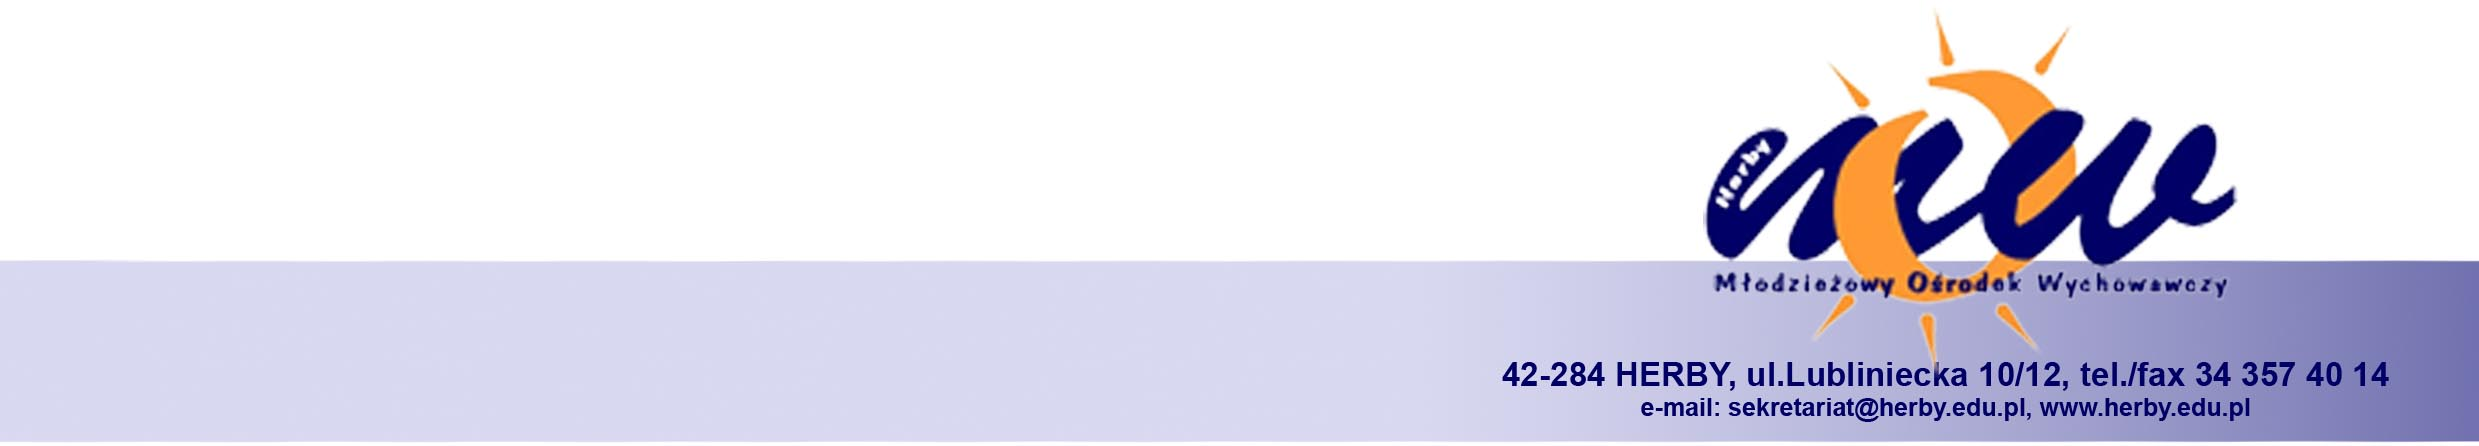 Herby
mow
Młodzieżowy Ośrodek Wychowawczy
42-284 HERBY, ul.Lubliniecka 10/12, tel./fax 34 357 40 14
e-mail: sekretariat@herby.edu.pl, www.herby.edu.pl